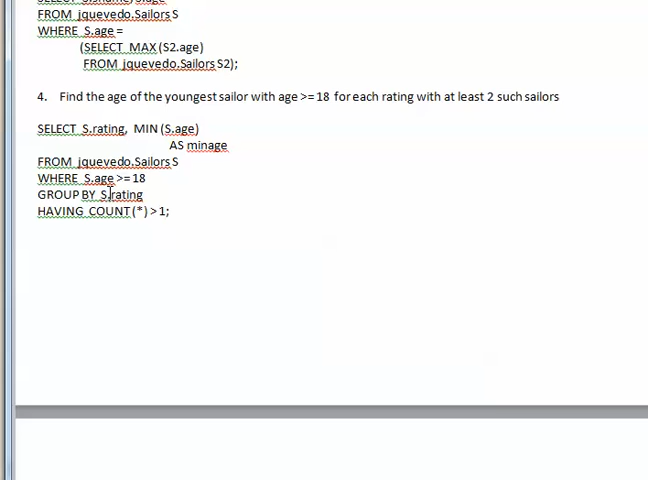 FROM jquevedo.Sailors S
WHERE S.age =
(SELECT MAX (S2.age)
FROM jquevedo.Sailors S2);
4. Find the age of the youngest sailor with age >= 18 for each rating with at least 2 such sailors
SELECT S.rating, MIN (S.age)
AS minage
FROM jquevedo.Sailors S
WHERE S.age >= 18
GROUP BY S.rating
HAVING COUNT (*) > 1;